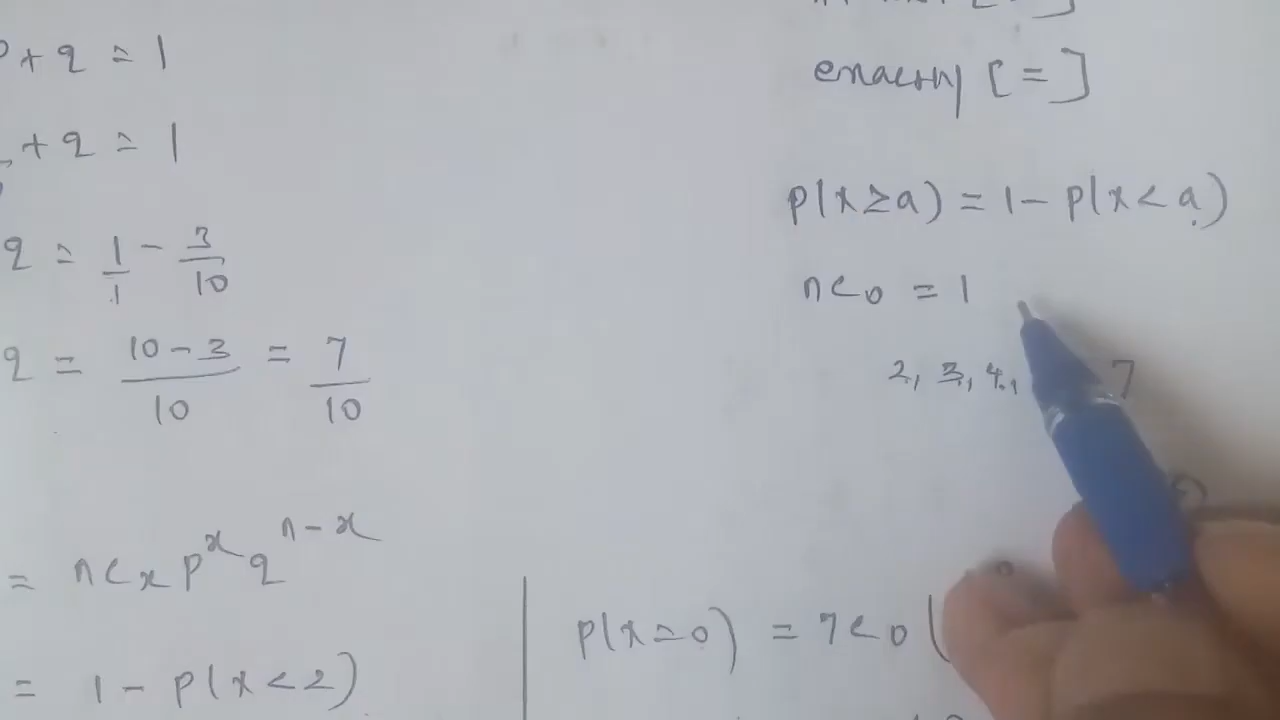 + q = 1
+ q = 1
q = 1/1 - 3/10
q = 10-3/10 = 7/10
= nCx p^x q^(n-x)
= 1 - P(x<2)
exactly [=]
P(x≥a) = 1 - P(x<a)
nC0 = 1
2, 3, 4, 7
P(x=0) = 7C0 (